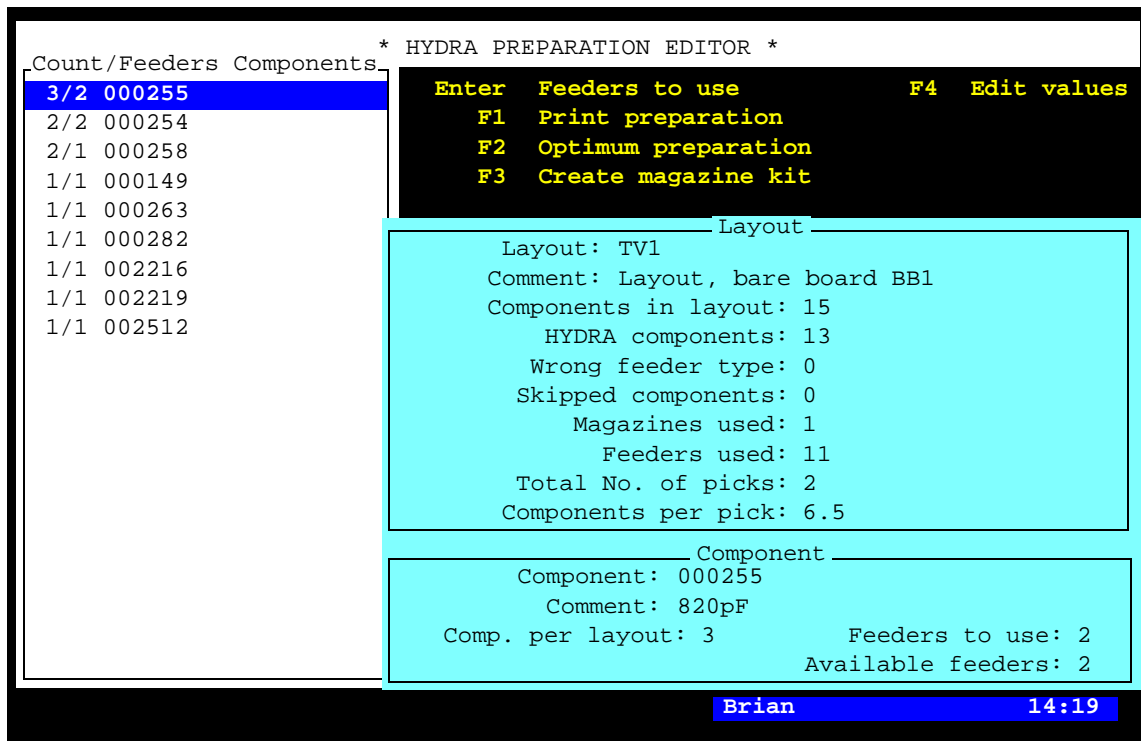 * HYDRA PREPARATION EDITOR *
Count/Feeders Components
3/2 000255
2/2 000254
2/1 000258
1/1 000149
1/1 000263
1/1 000282
1/1 002216
1/1 002219
1/1 002512
Enter Feeders to use F4 Edit values
F1 Print preparation
F2 Optimum preparation
F3 Create magazine kit
Layout
Layout: TV1
Comment: Layout, bare board BB1
Components in layout: 15
HYDRA components: 13
Wrong feeder type: 0
Skipped components: 0
Magazines used: 1
Feeders used: 11
Total No. of picks: 2
Components per pick: 6.5
Component
Component: 000255
Comment: 820pF
Comp. per layout: 3 Feeders to use: 2
Available feeders: 2
Brian 14:19